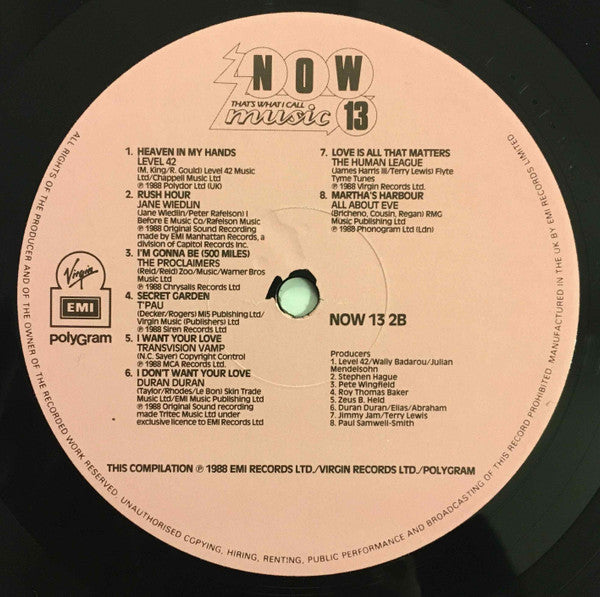 NOW
THAT'S WHAT I CALL
music 13
1. HEAVEN IN MY HANDS
LEVEL 42
(M. King/R. Gould) Level 42 Music
Ltd/Chappell Music Ltd
℗ 1988 Polydor Ltd (UK)
2. RUSH HOUR
JANE WIEDLIN
(Jane Wiedlin/Peter Rafelson) I
Before E Music Co/Rafelson Music
℗ 1988 Original Sound Recording
made by EMI Manhattan Records, a
division of Capitol Records Inc.
3. I'M GONNA BE (500 MILES)
THE PROCLAIMERS
(Reid/Reid) Zoo/Music/Warner Bros
Music Ltd
℗ 1988 Chrysalis Records Ltd
4. SECRET GARDEN
T'PAU
(Decker/Rogers) MI5 Publishing Ltd/
Virgin Music (Publishers) Ltd
℗ 1988 Siren Records Ltd
5. I WANT YOUR LOVE
TRANSVISION VAMP
(N.C. Sayer) Copyright Control
℗ 1988 MCA Records Ltd.
6. I DON'T WANT YOUR LOVE
DURAN DURAN
(Taylor/Rhodes/Le Bon) Skin Trade
Music Ltd/EMI Music Publishing Ltd
℗ 1988 Original Sound recording
made Tritec Music Ltd under
exclusive licence to EMI Records Ltd
7. LOVE IS ALL THAT MATTERS
THE HUMAN LEAGUE
(James Harris III/Terry Lewis) Flyte
Tyme Tunes
℗ 1988 Virgin Records Ltd.
8. MARTHA'S HARBOUR
ALL ABOUT EVE
(Bricheno, Cousin, Regan) RMG
Music Publishing Ltd
℗ 1988 Phonogram Ltd (Ldn)
Virgin
EMI
polyGram
NOW 13 2B
Producers
1. Level 42/Wally Badarou/Julian
Mendelsohn
2. Stephen Hague
3. Pete Wingfield
4. Roy Thomas Baker
5. Zeus B. Held
6. Duran Duran/Elias/Abraham
7. Jimmy Jam/Terry Lewis
8. Paul Samwell-Smith
THIS COMPILATION ℗ 1988 EMI RECORDS LTD./VIRGIN RECORDS LTD./POLYGRAM
ALL RIGHTS OF THE PRODUCER AND OF THE OWNER OF THE RECORDED WORK RESERVED. UNAUTHORISED COPYING, HIRING, RENTING, PUBLIC PERFORMANCE AND BROADCASTING OF THIS RECORD PROHIBITED. MANUFACTURED IN THE UK BY EMI RECORDS LIMITED